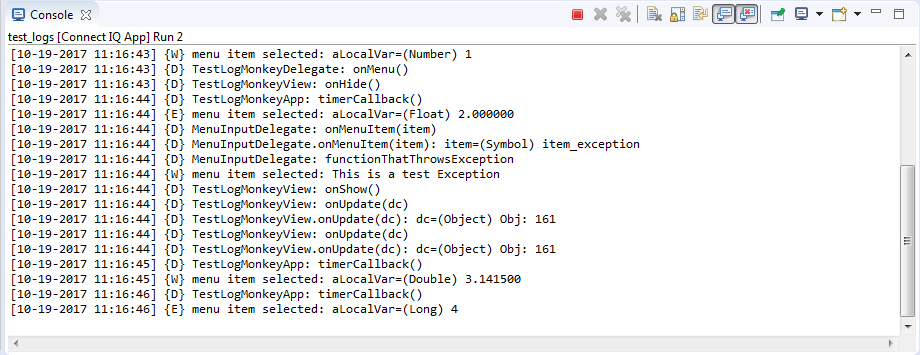 Console
test_logs [Connect IQ App] Run 2
[10-19-2017 11:16:43] {W} menu item selected: aLocalVar=(Number) 1
[10-19-2017 11:16:43] {D} TestLogMonkeyDelegate: onMenu()
[10-19-2017 11:16:43] {D} TestLogMonkeyView: onHide()
[10-19-2017 11:16:44] {D} TestLogMonkeyApp: timerCallback()
[10-19-2017 11:16:44] {E} menu item selected: aLocalVar=(Float) 2.000000
[10-19-2017 11:16:44] {D} MenuInputDelegate: onMenuItem(item)
[10-19-2017 11:16:44] {D} MenuInputDelegate.onMenuItem(item): item=(Symbol) item_exception
[10-19-2017 11:16:44] {D} MenuInputDelegate: functionThatThrowsException
[10-19-2017 11:16:44] {W} menu item selected: This is a test Exception
[10-19-2017 11:16:44] {D} TestLogMonkeyView: onShow()
[10-19-2017 11:16:44] {D} TestLogMonkeyView: onUpdate(dc)
[10-19-2017 11:16:44] {D} TestLogMonkeyView.onUpdate(dc): dc=(Object) Obj: 161
[10-19-2017 11:16:44] {D} TestLogMonkeyView: onUpdate(dc)
[10-19-2017 11:16:44] {D} TestLogMonkeyView.onUpdate(dc): dc=(Object) Obj: 161
[10-19-2017 11:16:45] {D} TestLogMonkeyApp: timerCallback()
[10-19-2017 11:16:45] {W} menu item selected: aLocalVar=(Double) 3.141500
[10-19-2017 11:16:46] {D} TestLogMonkeyApp: timerCallback()
[10-19-2017 11:16:46] {E} menu item selected: aLocalVar=(Long) 4